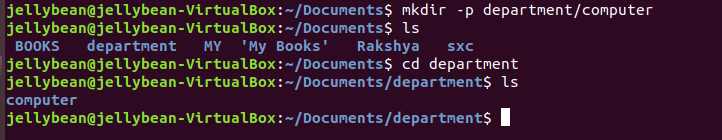 jellybean@jellybean-VirtualBox:~/Documents$ mkdir -p department/computer
jellybean@jellybean-VirtualBox:~/Documents$ ls
BOOKS department MY 'My Books' Rakshya sxc
jellybean@jellybean-VirtualBox:~/Documents$ cd department
jellybean@jellybean-VirtualBox:~/Documents/department$ ls
computer
jellybean@jellybean-VirtualBox:~/Documents/department$